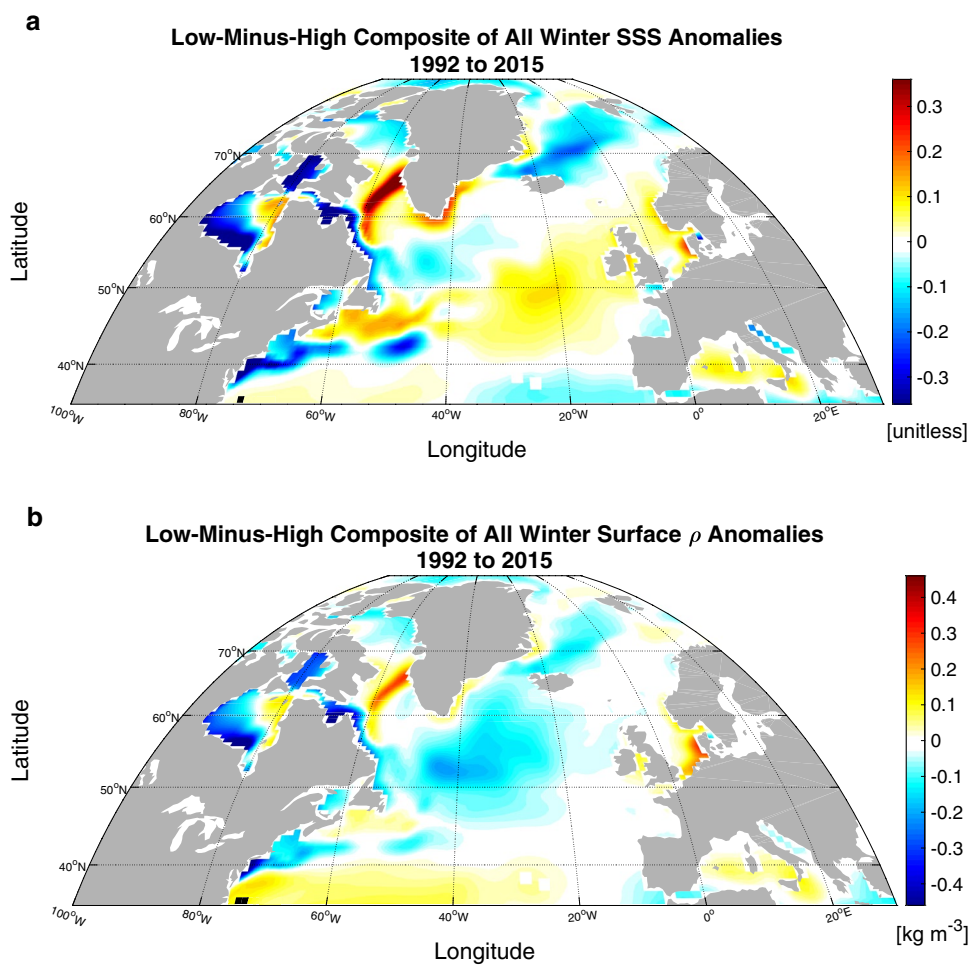 a
Low-Minus-High Composite of All Winter SSS Anomalies
1992 to 2015
70°N
60°N
50°N
40°N
100°W
80°W
60°W
40°W
20°W
0°
20°E
Latitude
Longitude
0.3
0.2
0.1
0
-0.1
-0.2
-0.3
[unitless]
b
Low-Minus-High Composite of All Winter Surface ρ Anomalies
1992 to 2015
70°N
60°N
50°N
40°N
100°W
80°W
60°W
40°W
20°W
0°
20°E
Latitude
Longitude
0.4
0.3
0.2
0.1
0
-0.1
-0.2
-0.3
-0.4
[kg m⁻³]